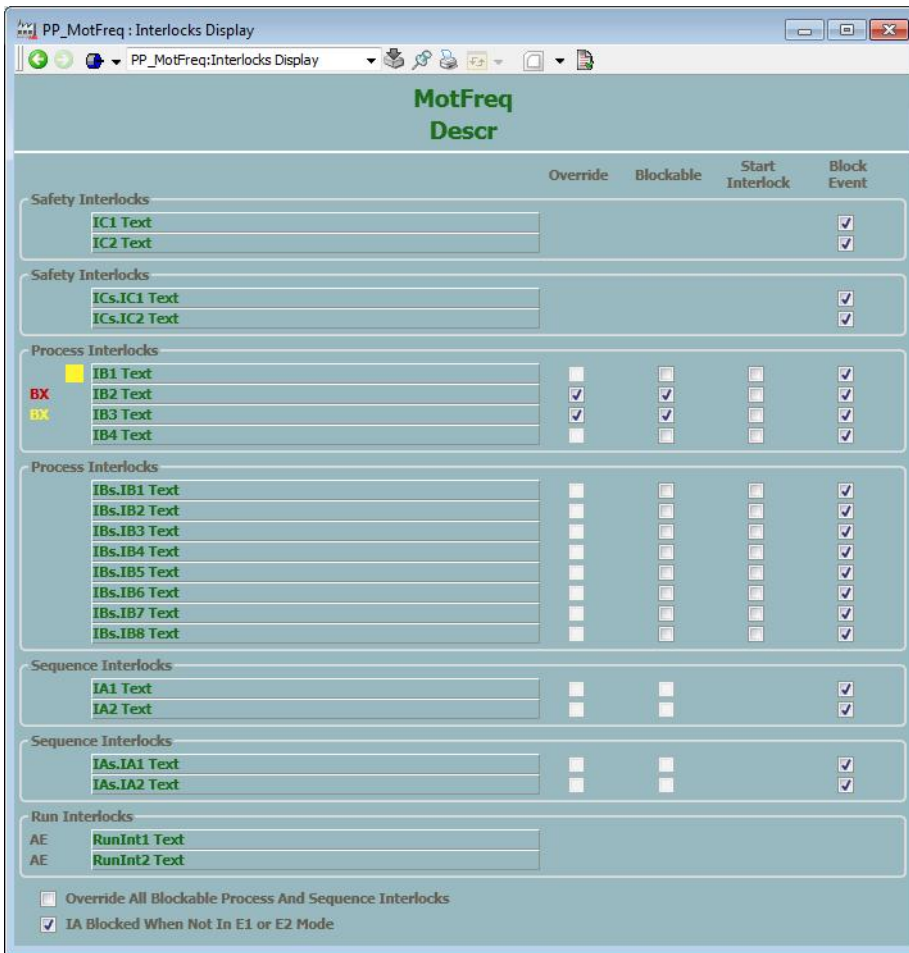 PP_MotFreq : Interlocks Display
PP_MotFreq:Interlocks Display
MotFreq
Descr
Override Blockable Start Interlock Block Event
Safety Interlocks
IC1 Text
IC2 Text
Safety Interlocks
ICs.IC1 Text
ICs.IC2 Text
Process Interlocks
IB1 Text
BX IB2 Text
BX IB3 Text
IB4 Text
Process Interlocks
IBs.IB1 Text
IBs.IB2 Text
IBs.IB3 Text
IBs.IB4 Text
IBs.IB5 Text
IBs.IB6 Text
IBs.IB7 Text
IBs.IB8 Text
Sequence Interlocks
IA1 Text
IA2 Text
Sequence Interlocks
IAs.IA1 Text
IAs.IA2 Text
Run Interlocks
AE RunInt1 Text
AE RunInt2 Text
Override All Blockable Process And Sequence Interlocks
IA Blocked When Not In E1 or E2 Mode